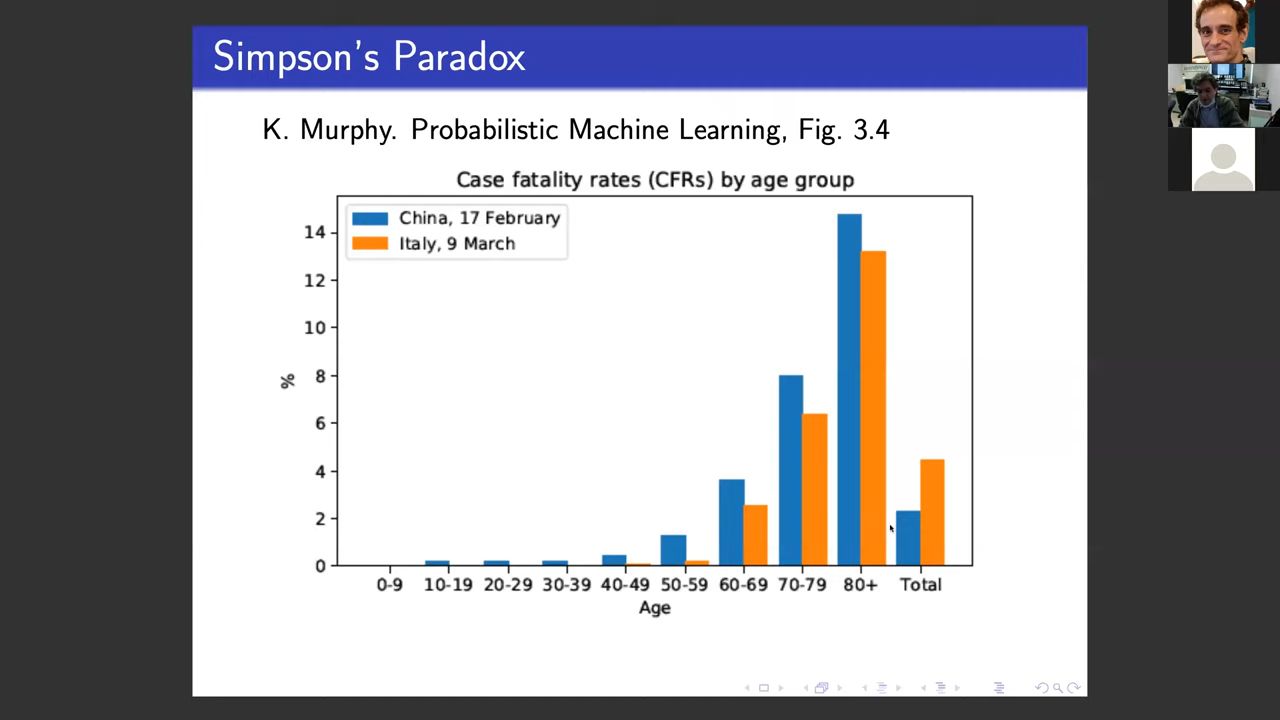 Simpson's Paradox
K. Murphy. Probabilistic Machine Learning, Fig. 3.4
Case fatality rates (CFRs) by age group
China, 17 February
Italy, 9 March
14
12
10
8
6
4
2
0
%
0-9 10-19 20-29 30-39 40-49 50-59 60-69 70-79 80+ Total
Age